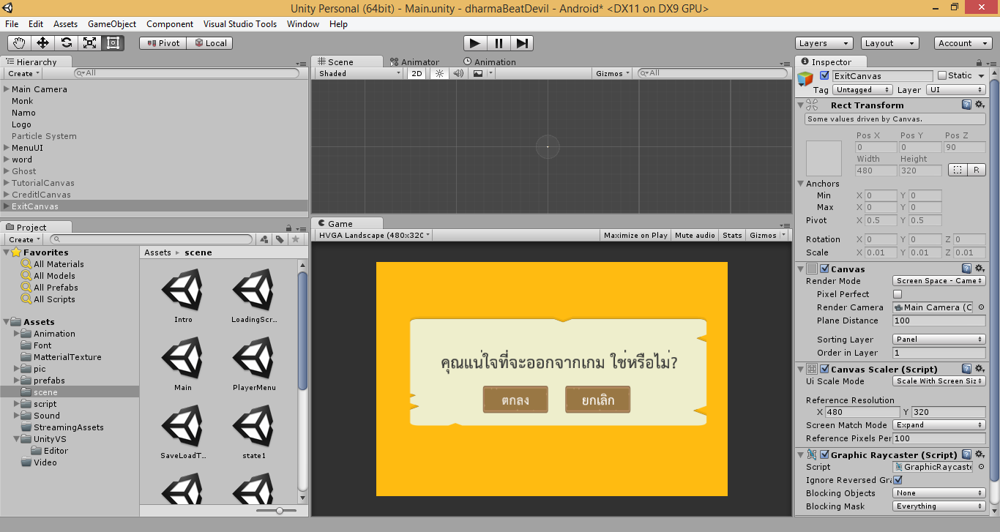 Unity Personal (64bit) - Main.unity - dharmaBeatDevil - Android* <DX11 on DX9 GPU>
File Edit Assets GameObject Component Visual Studio Tools Window Help
Pivot Local Layers Layout Account
Hierarchy
Create All
Main Camera
Monk
Namo
Logo
Particle System
MenuUI
word
Ghost
TutorialCanvas
CreditlCanvas
ExitCanvas
Project
Create
Favorites
All Materials
All Models
All Prefabs
All Scripts
Assets
Animation
Font
MatterialTexture
pic
prefabs
scene
script
Sound
StreamingAssets
UnityVS
Editor
Video
Assets ▸ scene
Intro LoadingScr...
Main PlayerMenu
SaveLoadT... state1
Scene Animator Animation
Shaded 2D Gizmos All
Game
HVGA Landscape (480x320 Maximize on Play Mute audio Stats Gizmos
คุณแน่ใจที่จะออกจากเกม ใช่หรือไม่?
ตกลง ยกเลิก
Inspector
ExitCanvas Static
Tag Untagged Layer UI
Rect Transform
Some values driven by Canvas.
Pos X Pos Y Pos Z
0 0 90
Width Height
480 320 R
Anchors
Min X 0 Y 0
Max X 0 Y 0
Pivot X 0.5 Y 0.5
Rotation X 0 Y 0 Z 0
Scale X 0.01 Y 0.01 Z 0.01
Canvas
Render Mode Screen Space - Came
Pixel Perfect
Render Camera Main Camera (C
Plane Distance 100
Sorting Layer Panel
Order in Layer 1
Canvas Scaler (Script)
Ui Scale Mode Scale With Screen Siz
Reference Resolution
X 480 Y 320
Screen Match Mode Expand
Reference Pixels Per 100
Graphic Raycaster (Script)
Script GraphicRaycaste
Ignore Reversed Gra
Blocking Objects None
Blocking Mask Everything